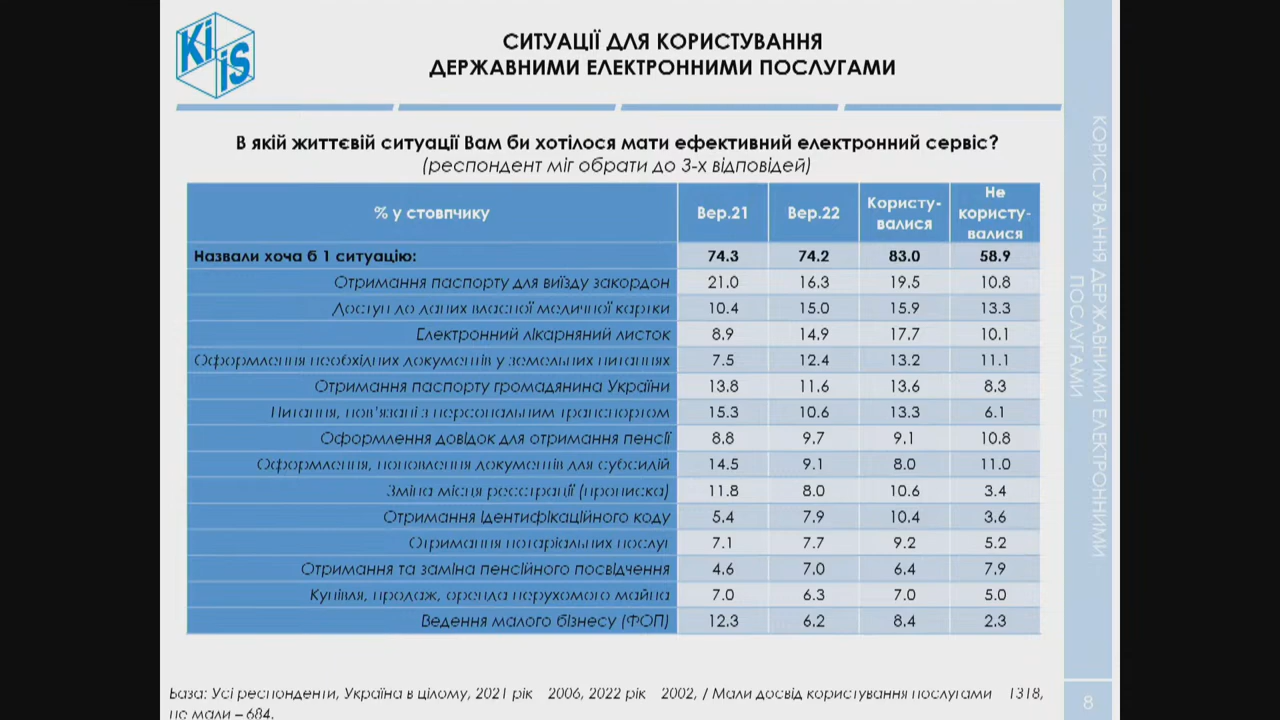 KIIS
СИТУАЦІЇ ДЛЯ КОРИСТУВАННЯ
ДЕРЖАВНИМИ ЕЛЕКТРОННИМИ ПОСЛУГАМИ
В якій життєвій ситуації Вам би хотілося мати ефективний електронний сервіс?
(респондент міг обрати до 3-х відповідей)
% у стовпчику Вер.21 Вер.22 Користу-валися Не користу-валися
Назвали хоча б 1 ситуацію: 74.3 74.2 83.0 58.9
Отримання паспорту для виїзду закордон 21.0 16.3 19.5 10.8
Доступ до даних власної медичної картки 10.4 15.0 15.9 13.3
Електронний лікарняний листок 8.9 14.9 17.7 10.1
Оформлення необхідних документів у земельних питаннях 7.5 12.4 13.2 11.1
Отримання паспорту громадянина України 13.8 11.6 13.6 8.3
Питання, пов'язані з персональним транспортом 15.3 10.6 13.3 6.1
Оформлення довідок для отримання пенсії 8.8 9.7 9.1 10.8
Оформлення, поновлення документів для субсидій 14.5 9.1 8.0 11.0
Зміна місця реєстрації (прописка) 11.8 8.0 10.6 3.4
Отримання ідентифікаційного коду 5.4 7.9 10.4 3.6
Отримання нотаріальних послуг 7.1 7.7 9.2 5.2
Отримання та заміна пенсійного посвідчення 4.6 7.0 6.4 7.9
Купівля, продаж, оренда нерухомого майна 7.0 6.3 7.0 5.0
Ведення малого бізнесу (ФОП) 12.3 6.2 8.4 2.3
База: Усі респонденти, Україна в цілому, 2021 рік – 2006, 2022 рік – 2002, / Мали досвід користування послугами – 1318,
не мали – 684.
КОРИСТУВАННЯ ДЕРЖАВНИМИ ЕЛЕКТРОННИМИ
ПОСЛУГАМИ
8